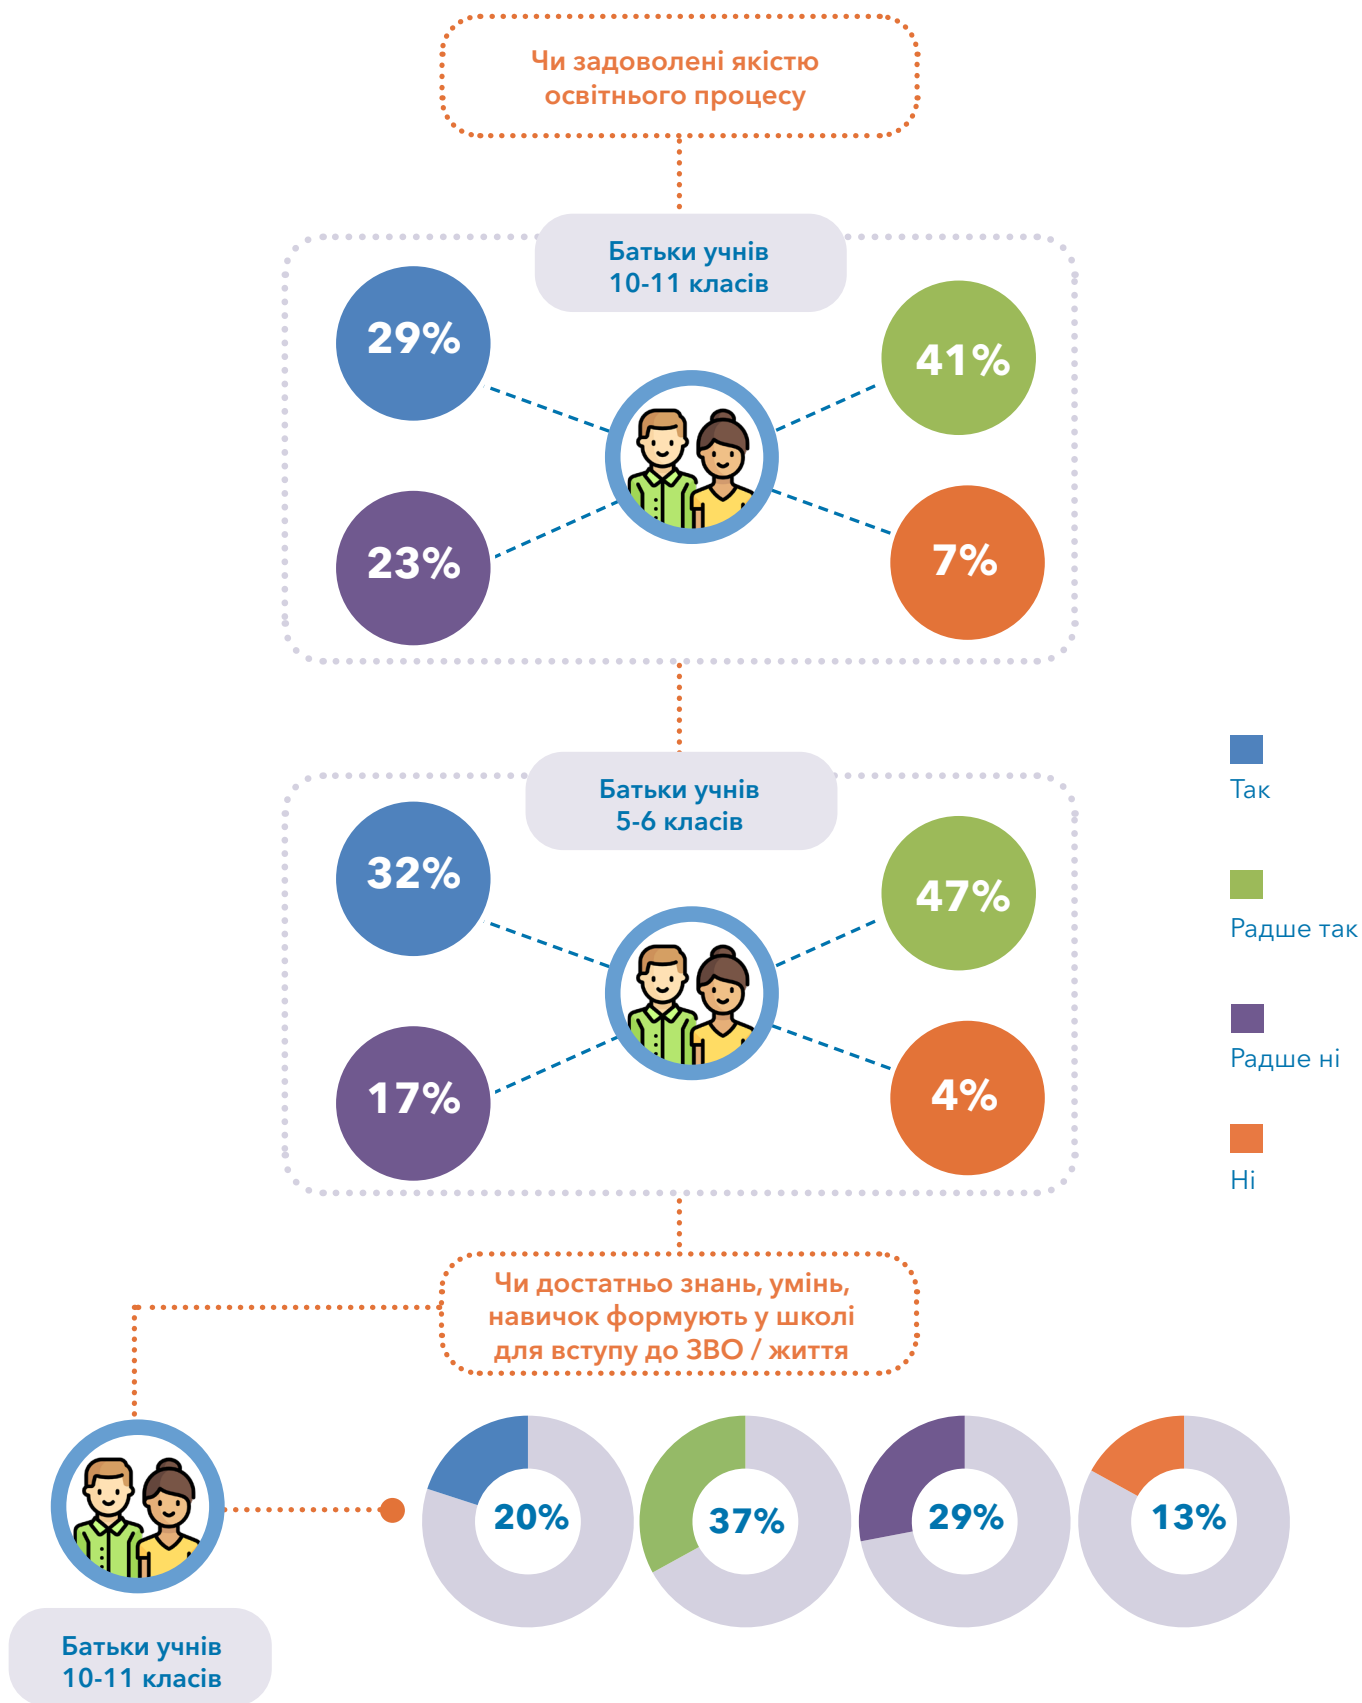 Чи задоволені якістю
освітнього процесу
Батьки учнів
10-11 класів
29%
41%
23%
7%
Батьки учнів
5-6 класів
32%
47%
17%
4%
Так
Радше так
Радше ні
Ні
Чи достатньо знань, умінь,
навичок формують у школі
для вступу до ЗВО / життя
20%
37%
29%
13%
Батьки учнів
10-11 класів